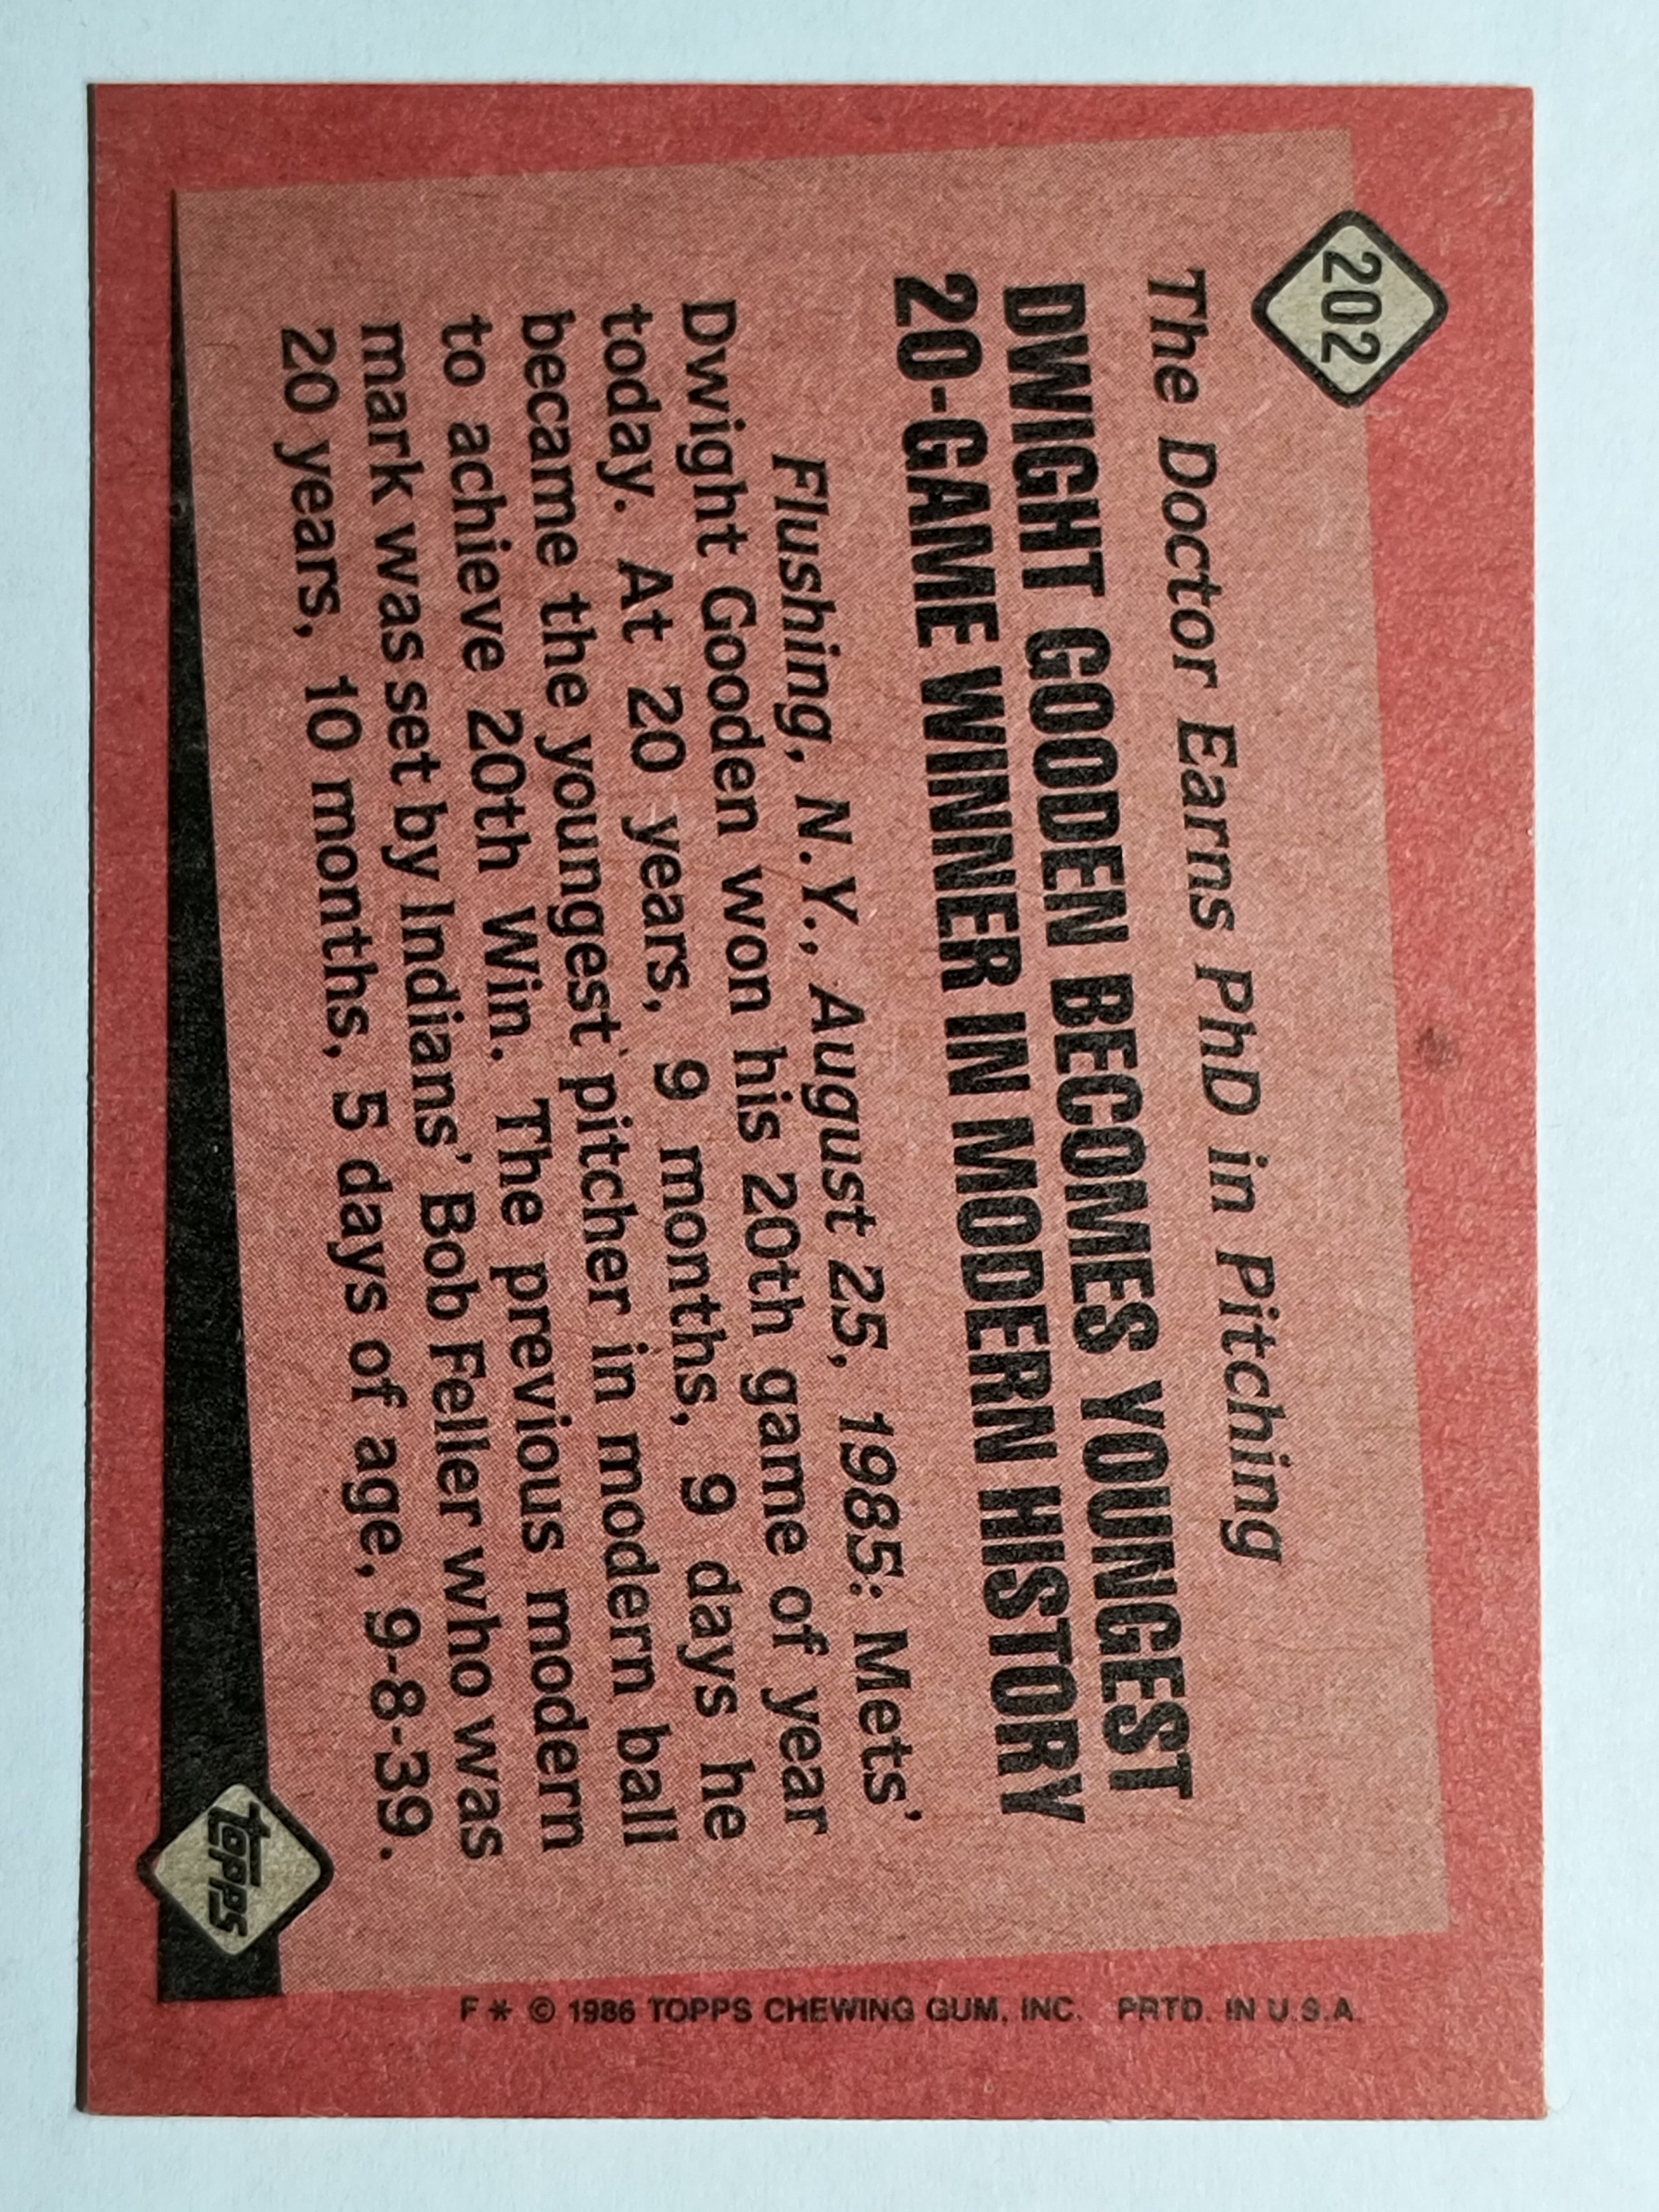 202
The Doctor Earns PhD in Pitching
DWIGHT GOODEN BECOMES YOUNGEST
20-GAME WINNER IN MODERN HISTORY
Flushing, N.Y., August 25, 1985: Mets'
Dwight Gooden won his 20th game of year
today. At 20 years, 9 months, 9 days he
became the youngest pitcher in modern ball
to achieve 20th Win. The previous modern
mark was set by Indians' Bob Feller who was
20 years, 10 months, 5 days of age, 9-8-39.
topps
F * © 1986 TOPPS CHEWING GUM, INC. PRTD. IN U.S.A.